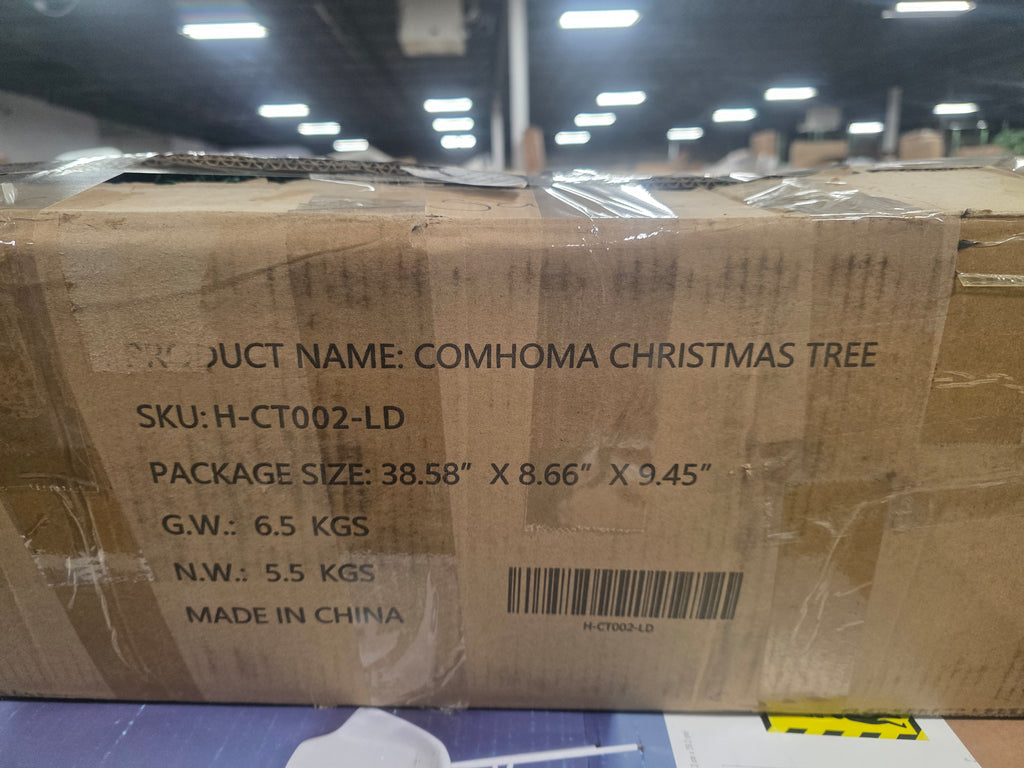 PRODUCT NAME: COMHOMA CHRISTMAS TREE
SKU: H-CT002-LD
PACKAGE SIZE: 38.58" X 8.66" X 9.45"
G.W.: 6.5 KGS
N.W.: 5.5 KGS
MADE IN CHINA
H-CT002-LD